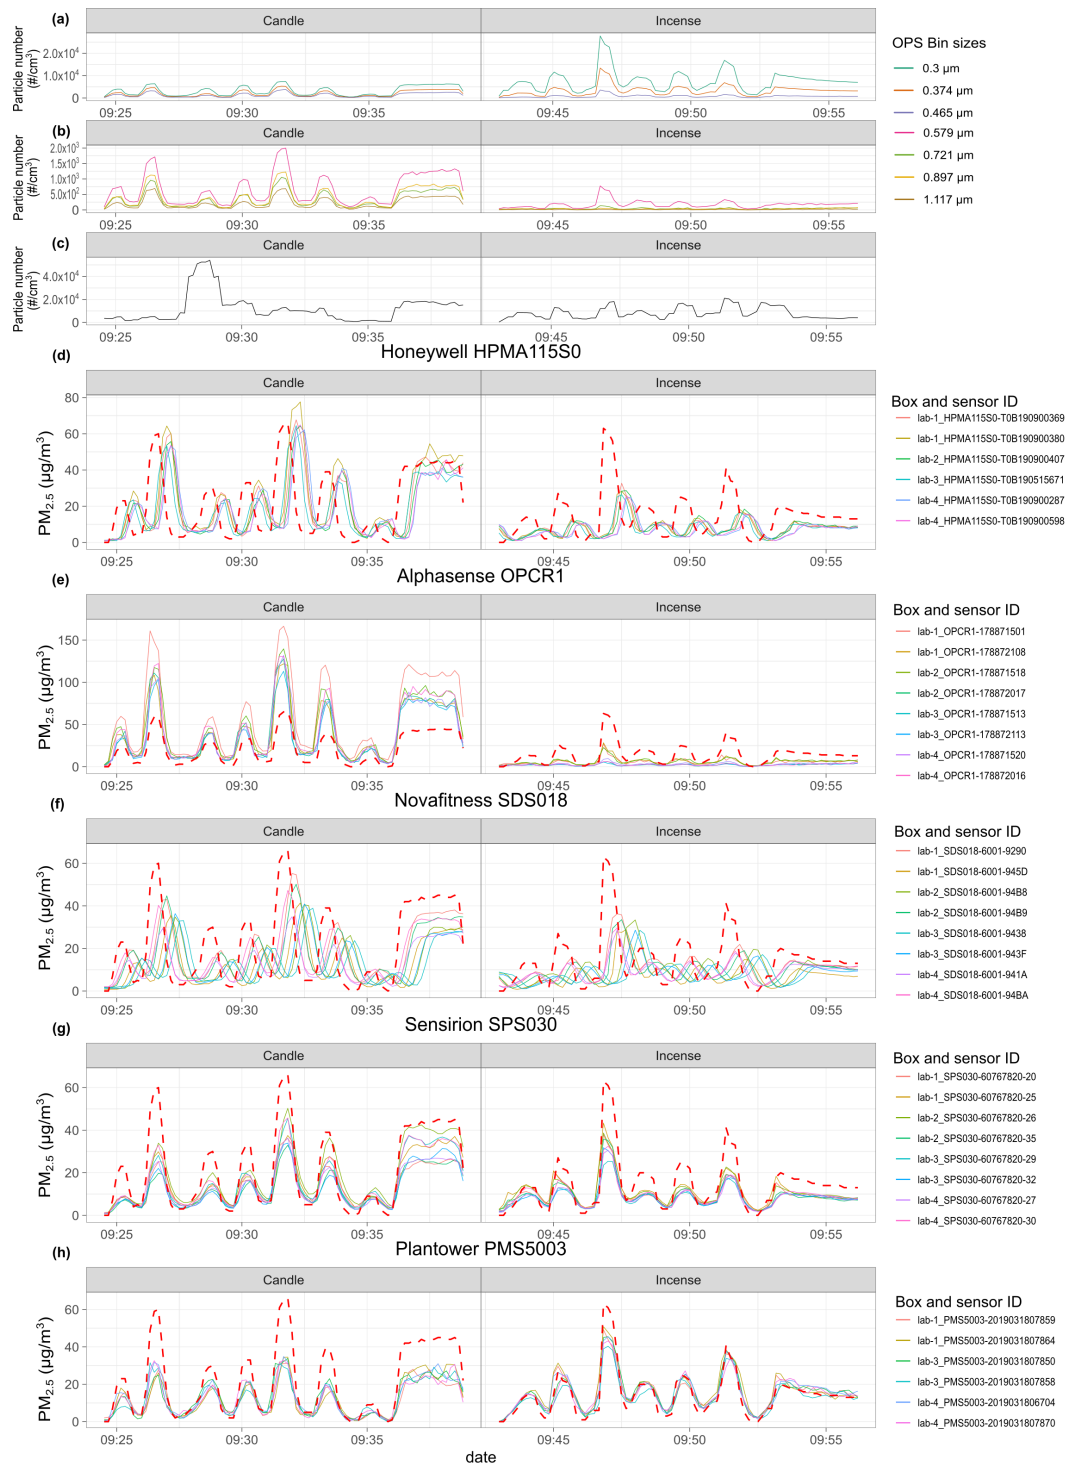 (a)
Candle
Incense
Particle number
(#/cm³)
2.0x10⁴
1.0x10⁴
0
09:25
09:30
09:35
09:45
09:50
09:55
OPS Bin sizes
0.3 µm
0.374 µm
0.465 µm
0.579 µm
0.721 µm
0.897 µm
1.117 µm
(b)
Candle
Incense
Particle number
(#/cm³)
2.0x10³
1.5x10³
1.0x10³
5.0x10²
0
09:25
09:30
09:35
09:45
09:50
09:55
(c)
Candle
Incense
Particle number
(#/cm³)
4.0x10⁴
2.0x10⁴
0
09:25
09:30
09:35
09:45
09:50
09:55
(d)
Honeywell HPMA115S0
Candle
Incense
PM₂.₅ (µg/m³)
80
60
40
20
0
09:25
09:30
09:35
09:45
09:50
09:55
Box and sensor ID
lab-1_HPMA115S0-T0B190900369
lab-1_HPMA115S0-T0B190900380
lab-2_HPMA115S0-T0B190900407
lab-3_HPMA115S0-T0B190515671
lab-4_HPMA115S0-T0B190900287
lab-4_HPMA115S0-T0B190900598
(e)
Alphasense OPCR1
Candle
Incense
PM₂.₅ (µg/m³)
150
100
50
0
09:25
09:30
09:35
09:45
09:50
09:55
Box and sensor ID
lab-1_OPCR1-178871501
lab-1_OPCR1-178872108
lab-2_OPCR1-178871518
lab-2_OPCR1-178872017
lab-3_OPCR1-178871513
lab-3_OPCR1-178872113
lab-4_OPCR1-178871520
lab-4_OPCR1-178872016
(f)
Novafitness SDS018
Candle
Incense
PM₂.₅ (µg/m³)
60
40
20
0
09:25
09:30
09:35
09:45
09:50
09:55
Box and sensor ID
lab-1_SDS018-6001-9290
lab-1_SDS018-6001-945D
lab-2_SDS018-6001-94B8
lab-2_SDS018-6001-94B9
lab-3_SDS018-6001-9438
lab-3_SDS018-6001-943F
lab-4_SDS018-6001-941A
lab-4_SDS018-6001-94BA
(g)
Sensirion SPS030
Candle
Incense
PM₂.₅ (µg/m³)
60
40
20
0
09:25
09:30
09:35
09:45
09:50
09:55
Box and sensor ID
lab-1_SPS030-60767820-20
lab-1_SPS030-60767820-25
lab-2_SPS030-60767820-26
lab-2_SPS030-60767820-35
lab-3_SPS030-60767820-29
lab-3_SPS030-60767820-32
lab-4_SPS030-60767820-27
lab-4_SPS030-60767820-30
(h)
Plantower PMS5003
Candle
Incense
PM₂.₅ (µg/m³)
60
40
20
0
09:25
09:30
09:35
09:45
09:50
09:55
date
Box and sensor ID
lab-1_PMS5003-2019031807859
lab-1_PMS5003-2019031807864
lab-3_PMS5003-2019031807850
lab-3_PMS5003-2019031807858
lab-4_PMS5003-2019031806704
lab-4_PMS5003-2019031807870